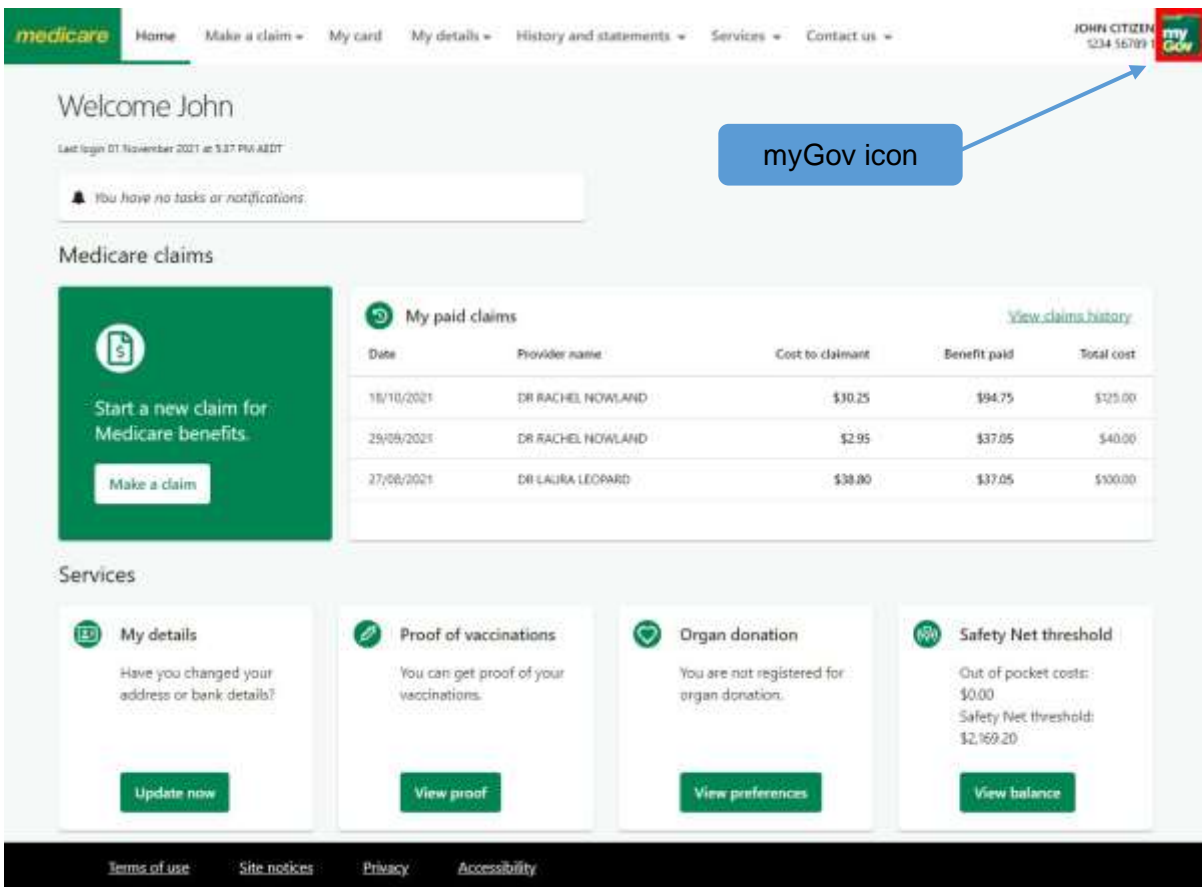 medicare Home Make a claim My card My details History and statements Services Contact us JOHN CITIZEN
1234 56789 1
my
Gov
Welcome John
Last login 01 November 2021 at 5:37 PM AEDT
myGov icon
You have no tasks or notifications.
Medicare claims
My paid claims View claims history
Date Provider name Cost to claimant Benefit paid Total cost
18/10/2021 DR RACHEL NOWLAND $30.25 $94.75 $125.00
29/09/2021 DR RACHEL NOWLAND $2.95 $37.05 $40.00
27/08/2021 DR LAURA LEOPARD $38.80 $37.05 $100.00
Start a new claim for
Medicare benefits.
Make a claim
Services
My details
Have you changed your
address or bank details?
Update now
Proof of vaccinations
You can get proof of your
vaccinations.
View proof
Organ donation
You are not registered for
organ donation.
View preferences
Safety Net threshold
Out of pocket costs:
$0.00
Safety Net threshold:
$2,169.20
View balance
Terms of use Site notices Privacy Accessibility